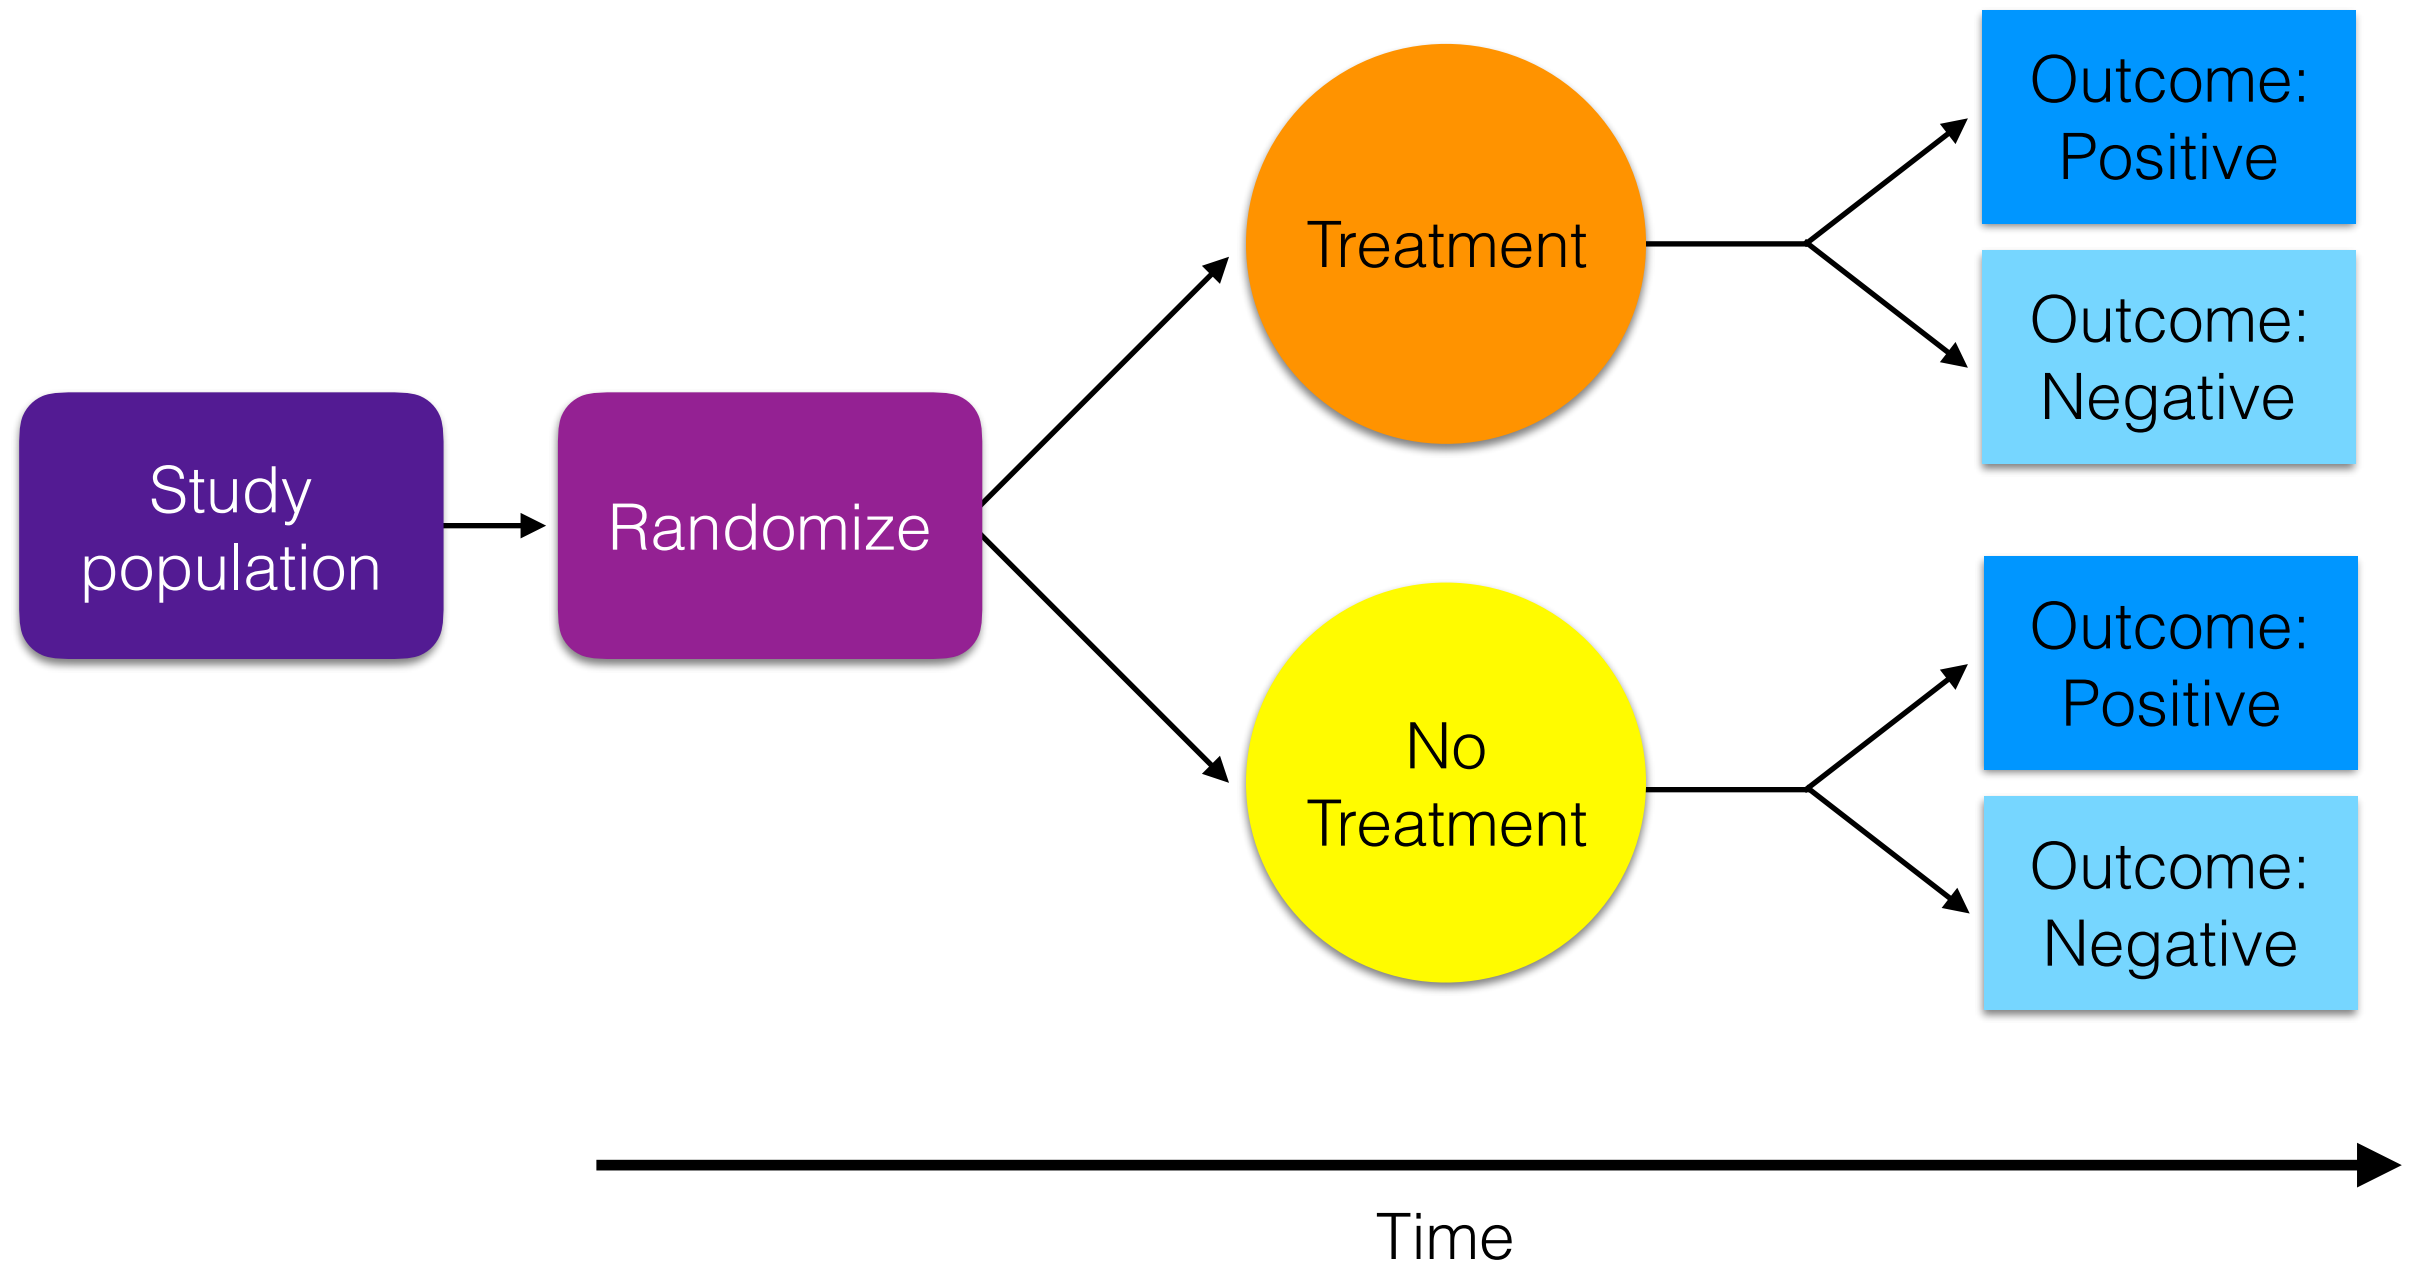 Study
population
Randomize
Treatment
No
Treatment
Outcome:
Positive
Outcome:
Negative
Outcome:
Positive
Outcome:
Negative
Time